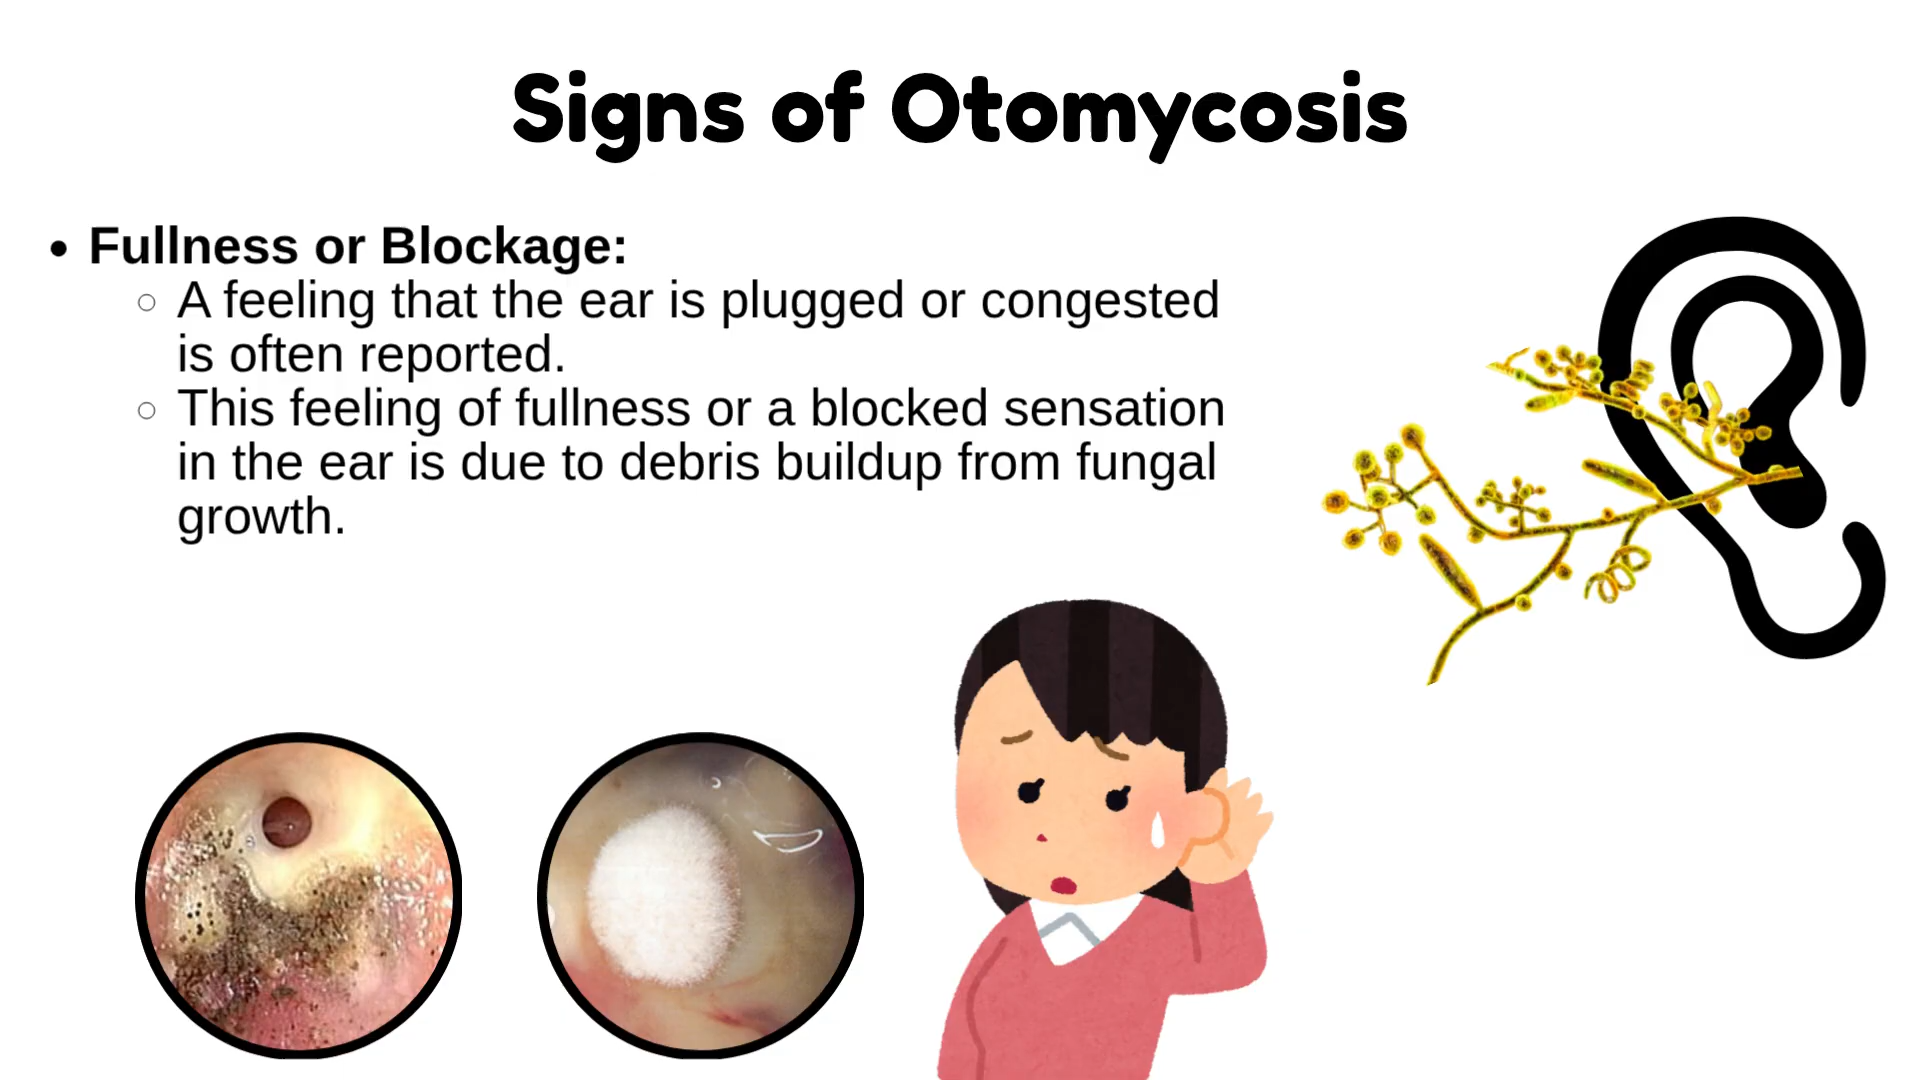 Signs of Otomycosis
• Fullness or Blockage:
○ A feeling that the ear is plugged or congested
is often reported.
○ This feeling of fullness or a blocked sensation
in the ear is due to debris buildup from fungal
growth.